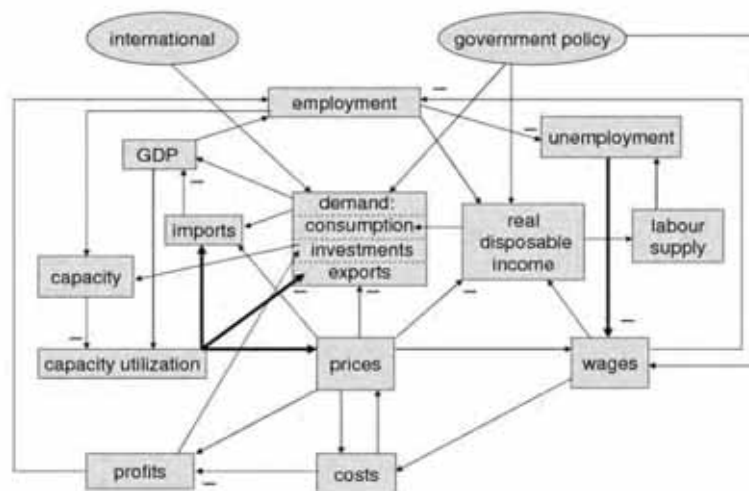 international
government policy
employment
–
GDP
–
unemployment
–
demand:
consumption
investments
exports
imports
–
real
disposable
income
labour
supply
capacity
–
–
–
–
–
capacity utilization
prices
wages
profits
–
costs